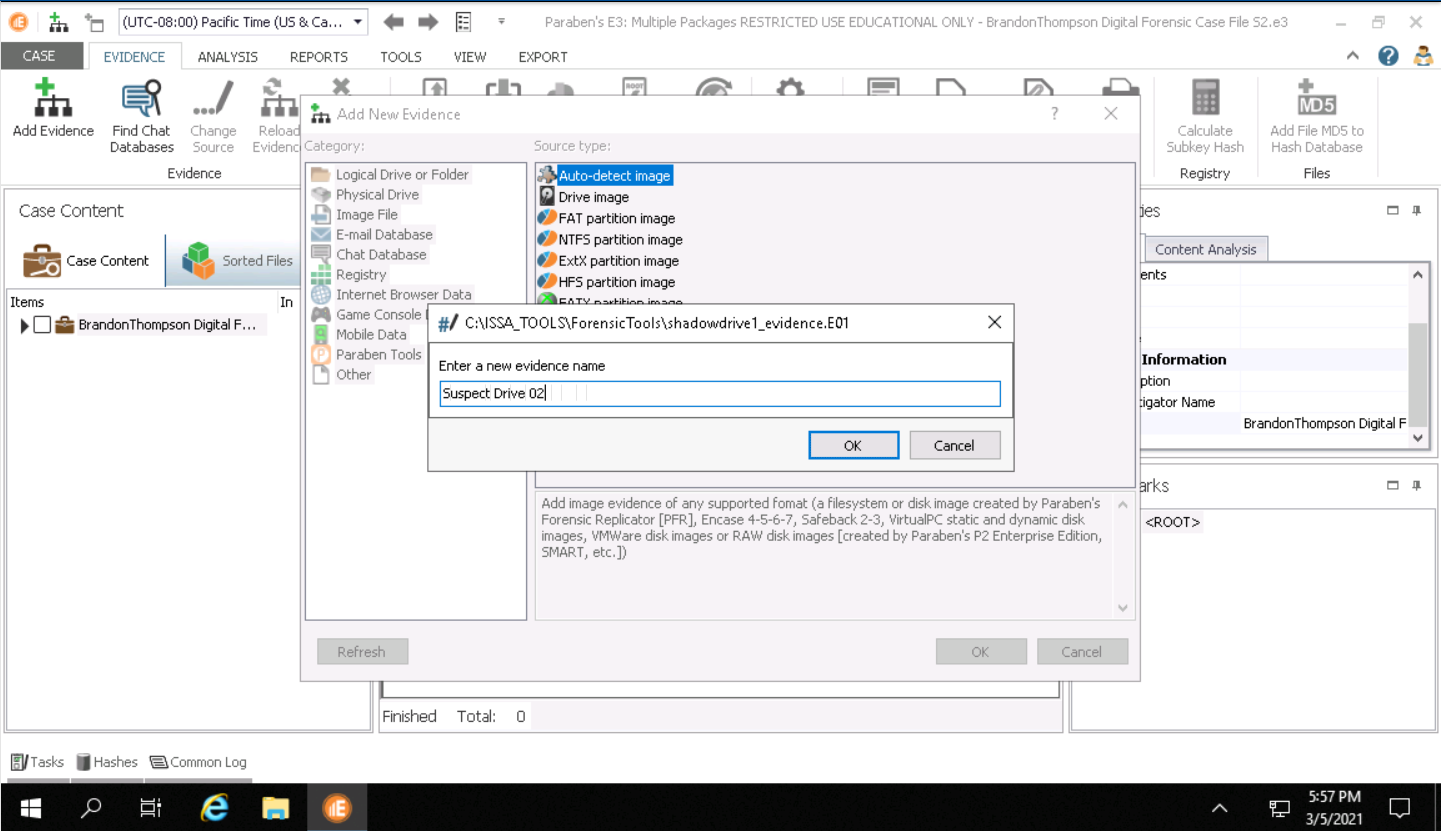 (UTC-08:00) Pacific Time (US & Ca...
Paraben's E3: Multiple Packages RESTRICTED USE EDUCATIONAL ONLY - BrandonThompson Digital Forensic Case File S2.e3
CASE EVIDENCE ANALYSIS REPORTS TOOLS VIEW EXPORT
Add Evidence
Find Chat Databases
Change Source
Reload Evidenc
ROOT
Calculate Subkey Hash
MD5
Add File MD5 to Hash Database
Evidence
Registry
Files
Add New Evidence
Category:
Source type:
Logical Drive or Folder
Physical Drive
Image File
E-mail Database
Chat Database
Registry
Internet Browser Data
Game Console
Mobile Data
Paraben Tools
Other
Auto-detect image
Drive image
FAT partition image
NTFS partition image
ExtX partition image
HFS partition image
FATX partition image
C:\ISSA_TOOLS\ForensicTools\shadowdrive1_evidence.E01
Enter a new evidence name
Suspect Drive 02
OK Cancel
Add image evidence of any supported fomat (a filesystem or disk image created by Paraben's
Forensic Replicator [PFR], Encase 4-5-6-7, Safeback 2-3, VirtualPC static and dynamic disk
images, VMWare disk images or RAW disk images [created by Paraben's P2 Enterprise Edition,
SMART, etc.])
Refresh OK Cancel
Case Content
Case Content Sorted Files
Items In
BrandonThompson Digital F...
ies
Content Analysis
ents
Information
ption
igator Name
BrandonThompson Digital F
arks
<ROOT>
Finished Total: 0
Tasks Hashes Common Log
5:57 PM
3/5/2021